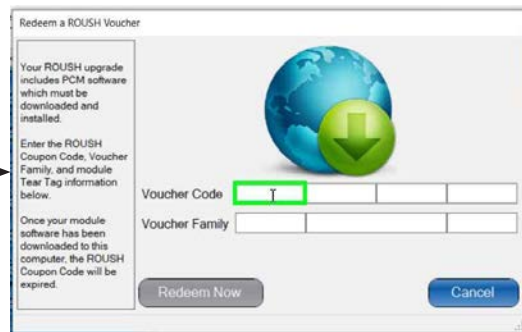 Redeem a ROUSH Voucher
Your ROUSH upgrade
includes PCM software
which must be
downloaded and
installed.
Enter the ROUSH
Coupon Code, Voucher
Family, and module
Tear Tag information
below.
Once your module
software has been
downloaded to this
computer, the ROUSH
Coupon Code will be
expired.
Voucher Code
Voucher Family
Redeem Now
Cancel